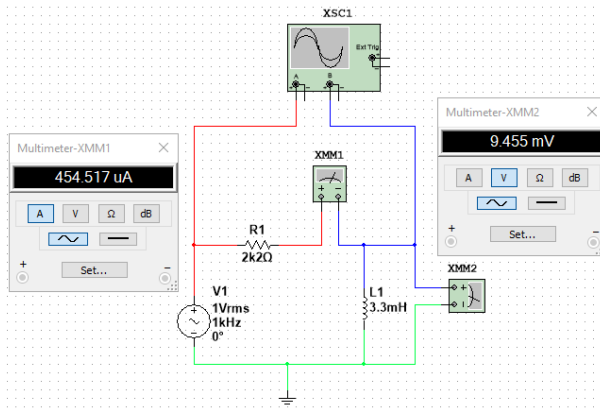 XSC1
Ext Trig
+
−
A
B
+ − + −
Multimeter-XMM1
454.517 uA
A V Ω dB
Set...
+ −
Multimeter-XMM2
9.455 mV
A V Ω dB
Set...
+ −
XMM1
+ −
R1
2k2Ω
V1
1Vrms
1kHz
0°
L1
3.3mH
XMM2
+
−